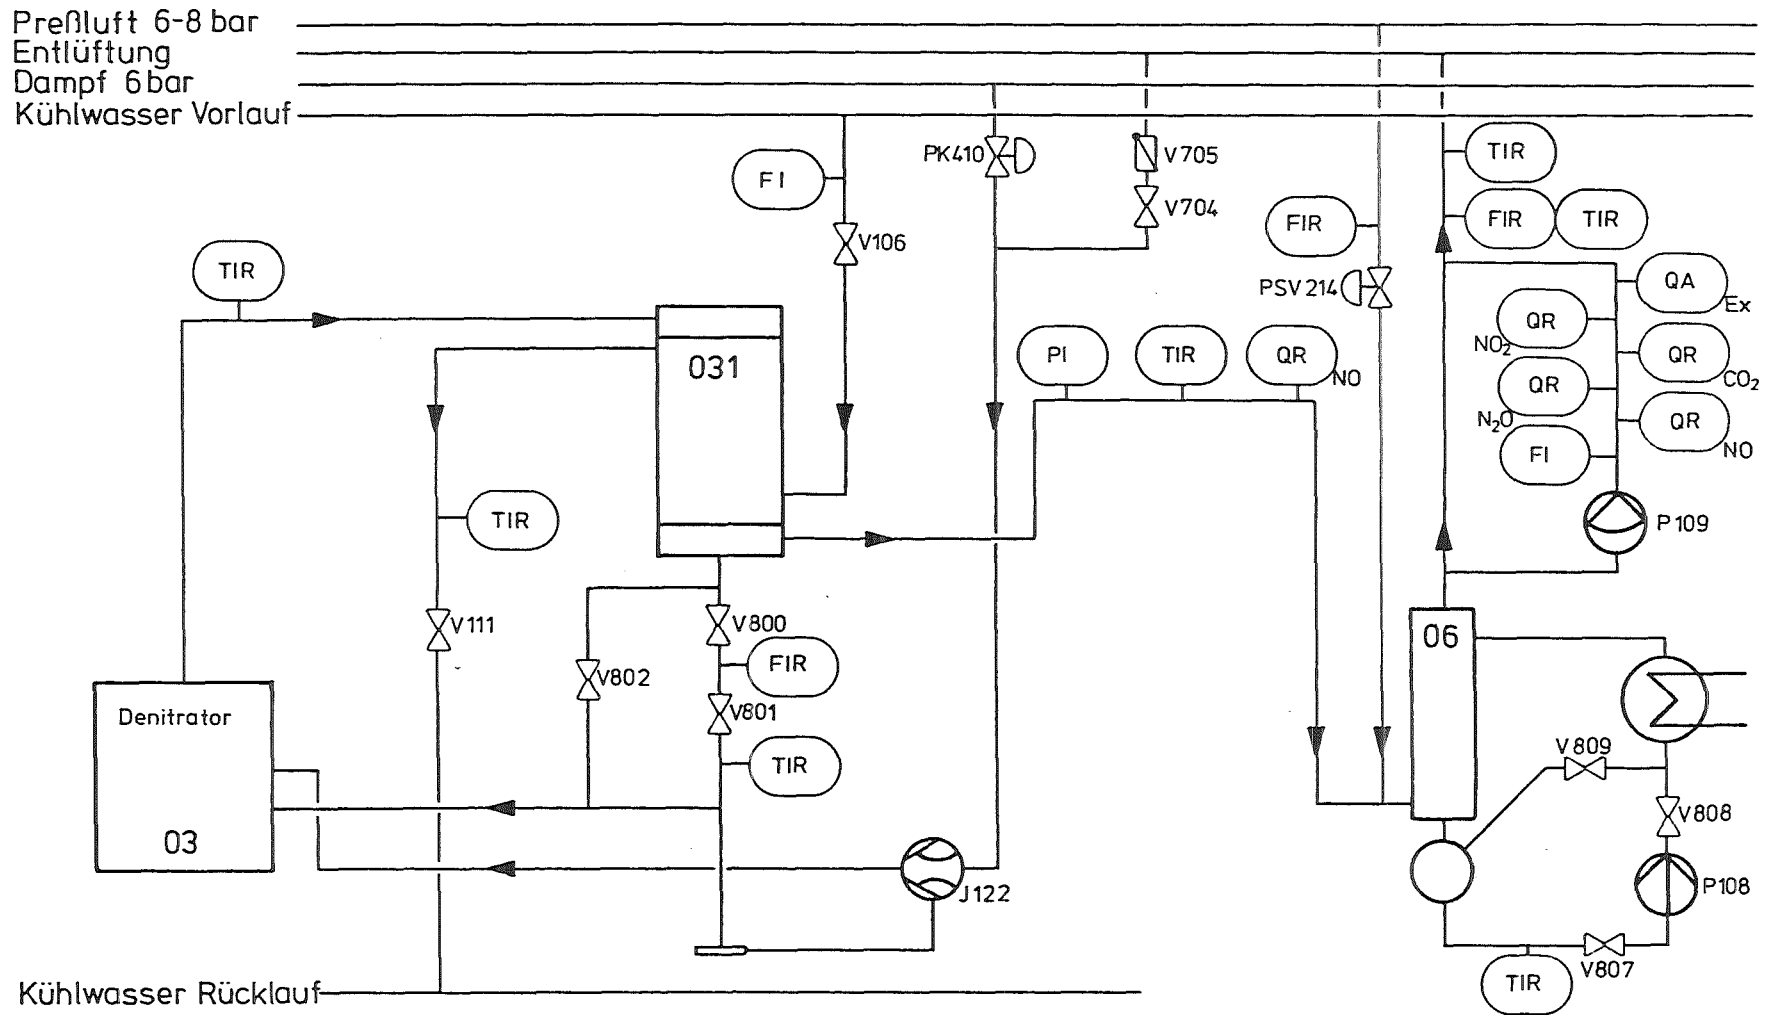 Preßluft 6-8 bar
Entlüftung
Dampf 6 bar
Kühlwasser Vorlauf
FI
PK410
V705
V704
TIR
FIR
TIR
FIR
V106
TIR
PSV 214
QA Ex
QR NO₂
QR CO₂
QR N₂O
QR NO
FI
P109
031
PI
TIR
QR NO
TIR
V111
V800
FIR
V802
V801
TIR
Denitrator
03
J122
06
V809
V808
P108
V807
TIR
Kühlwasser Rücklauf